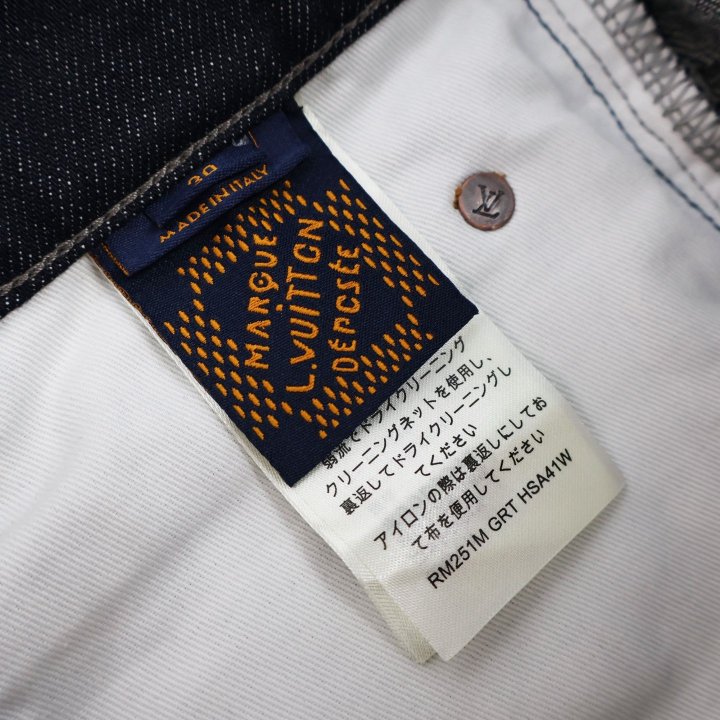 30
MADE IN ITALY
MARQUE
L.VUITTON
DÉPOSÉE
LV
弱流でドライクリーニング
クリーニングネットを使用し、
裏返してドライクリーニングし
てください
アイロンの際は裏返しにしてお
て布を使用してください
RM251M GRT HSA41W